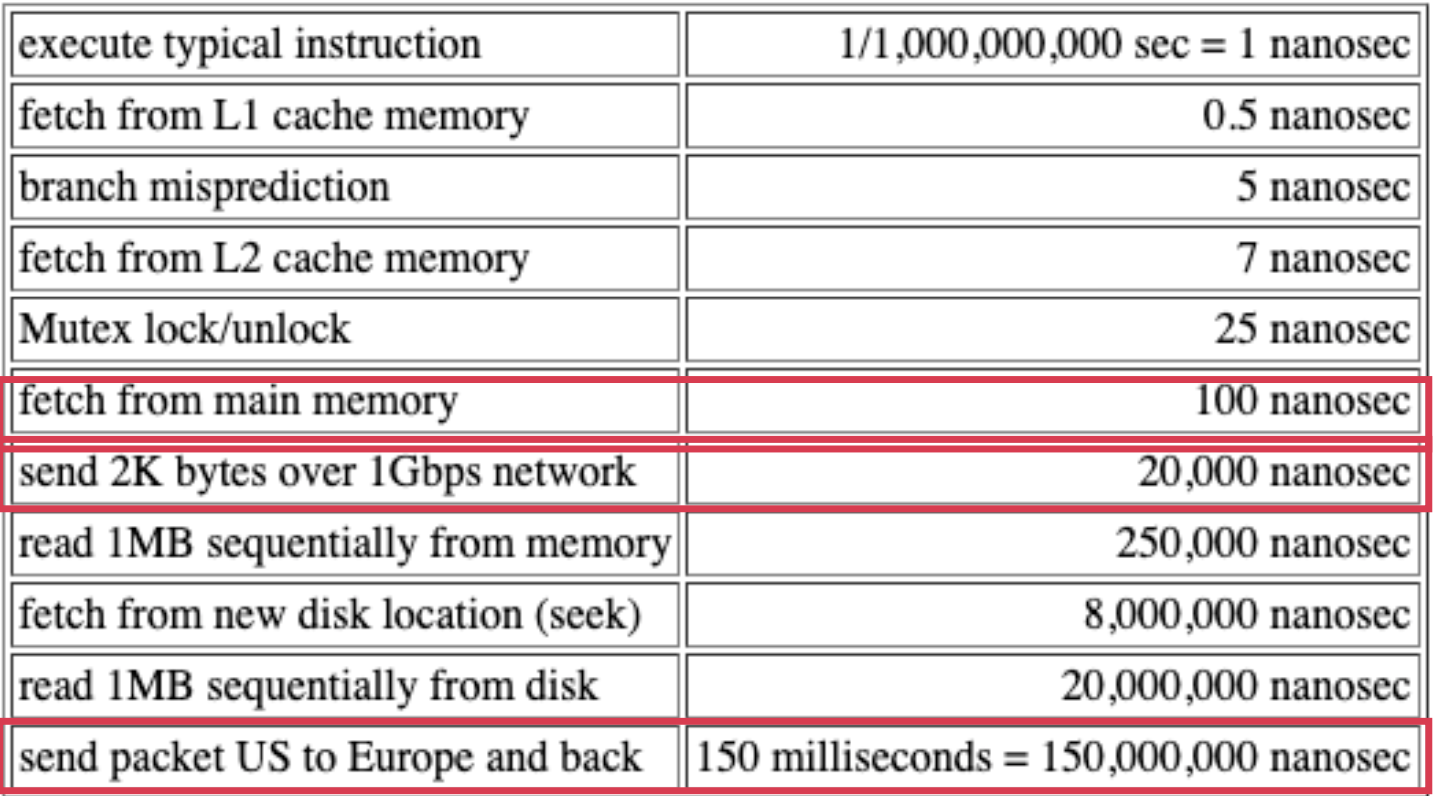 execute typical instruction 1/1,000,000,000 sec = 1 nanosec
fetch from L1 cache memory 0.5 nanosec
branch misprediction 5 nanosec
fetch from L2 cache memory 7 nanosec
Mutex lock/unlock 25 nanosec
fetch from main memory 100 nanosec
send 2K bytes over 1Gbps network 20,000 nanosec
read 1MB sequentially from memory 250,000 nanosec
fetch from new disk location (seek) 8,000,000 nanosec
read 1MB sequentially from disk 20,000,000 nanosec
send packet US to Europe and back 150 milliseconds = 150,000,000 nanosec